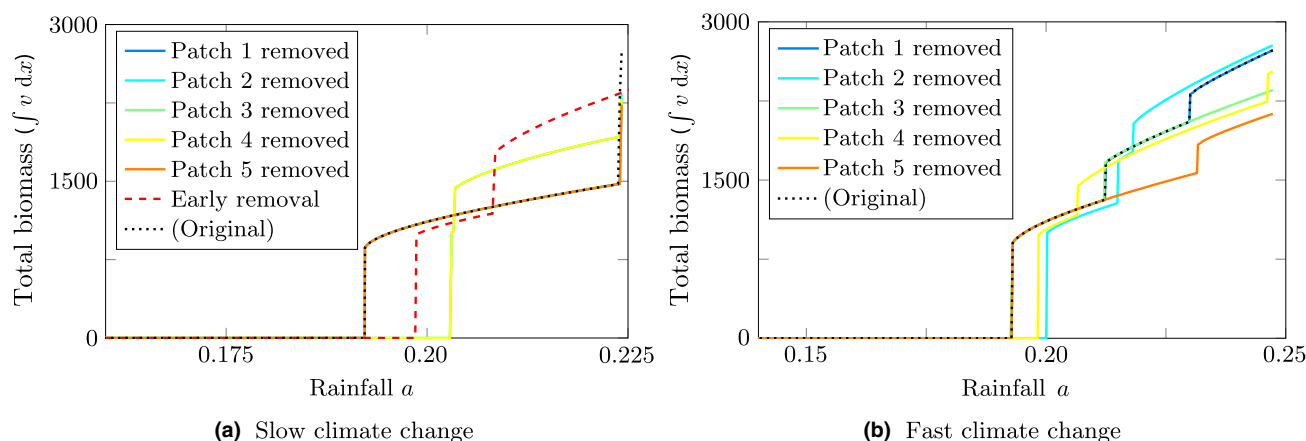 3000
1500
0
Total biomass (∫ v dx)
Patch 1 removed
Patch 2 removed
Patch 3 removed
Patch 4 removed
Patch 5 removed
Early removal
(Original)
0.175
0.20
0.225
Rainfall a
(a) Slow climate change
3000
1500
0
Total biomass (∫ v dx)
Patch 1 removed
Patch 2 removed
Patch 3 removed
Patch 4 removed
Patch 5 removed
(Original)
0.15
0.20
0.25
Rainfall a
(b) Fast climate change